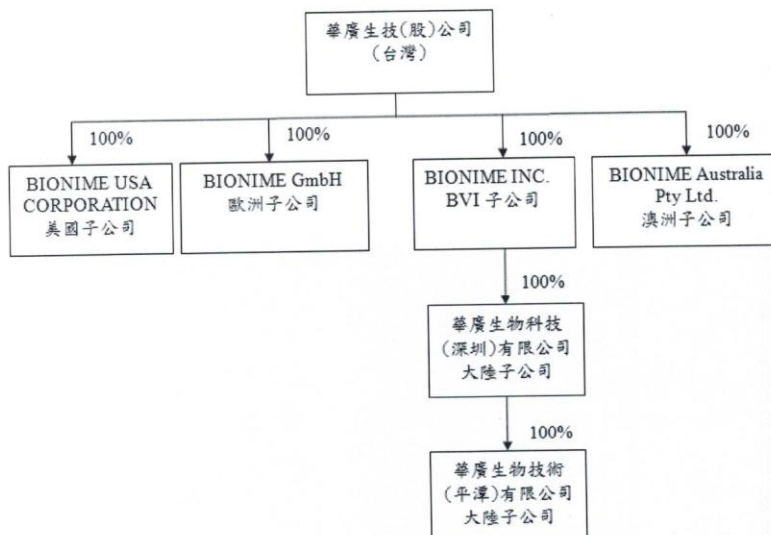 華廣生技(股)公司
(台灣)
100%
100%
100%
100%
BIONIME USA
CORPORATION
美國子公司
BIONIME GmbH
歐洲子公司
BIONIME INC.
BVI 子公司
BIONIME Australia
Pty Ltd.
澳洲子公司
100%
華廣生物科技
(深圳)有限公司
大陸子公司
100%
華廣生物技術
(平潭)有限公司
大陸子公司